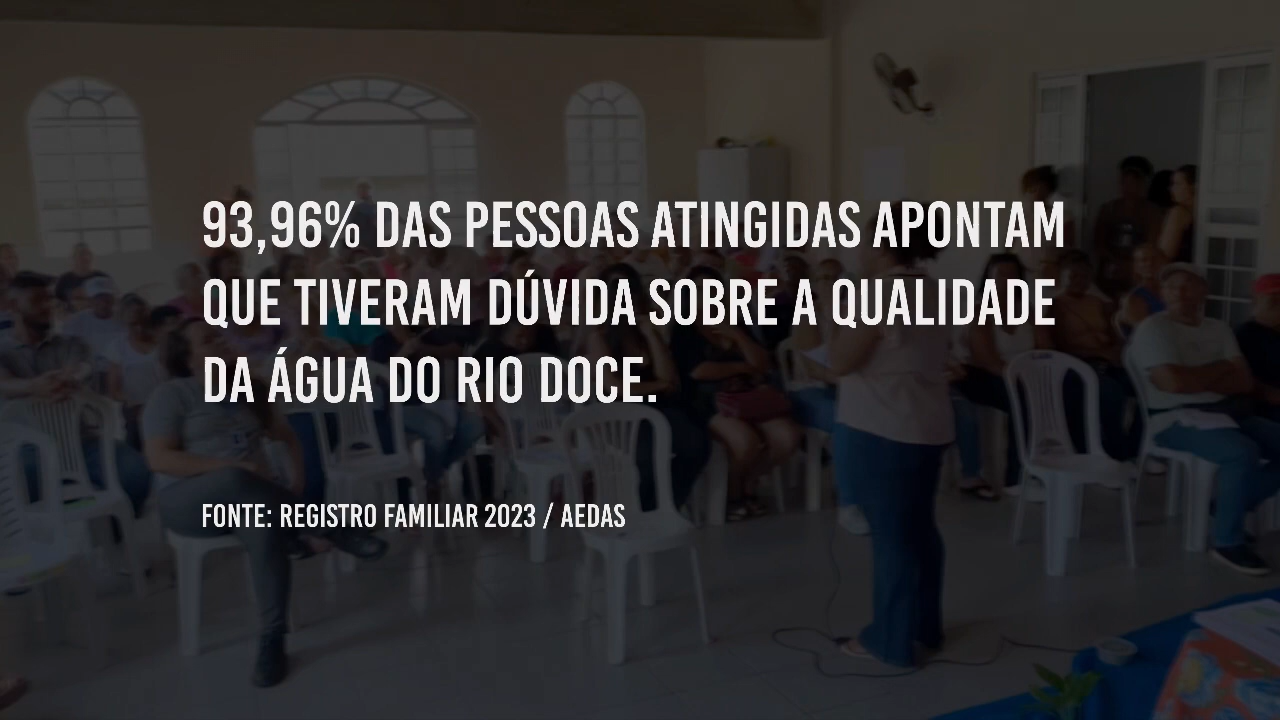 93,96% DAS PESSOAS ATINGIDAS APONTAM
QUE TIVERAM DÚVIDA SOBRE A QUALIDADE
DA ÁGUA DO RIO DOCE.
FONTE: REGISTRO FAMILIAR 2023 / AEDAS